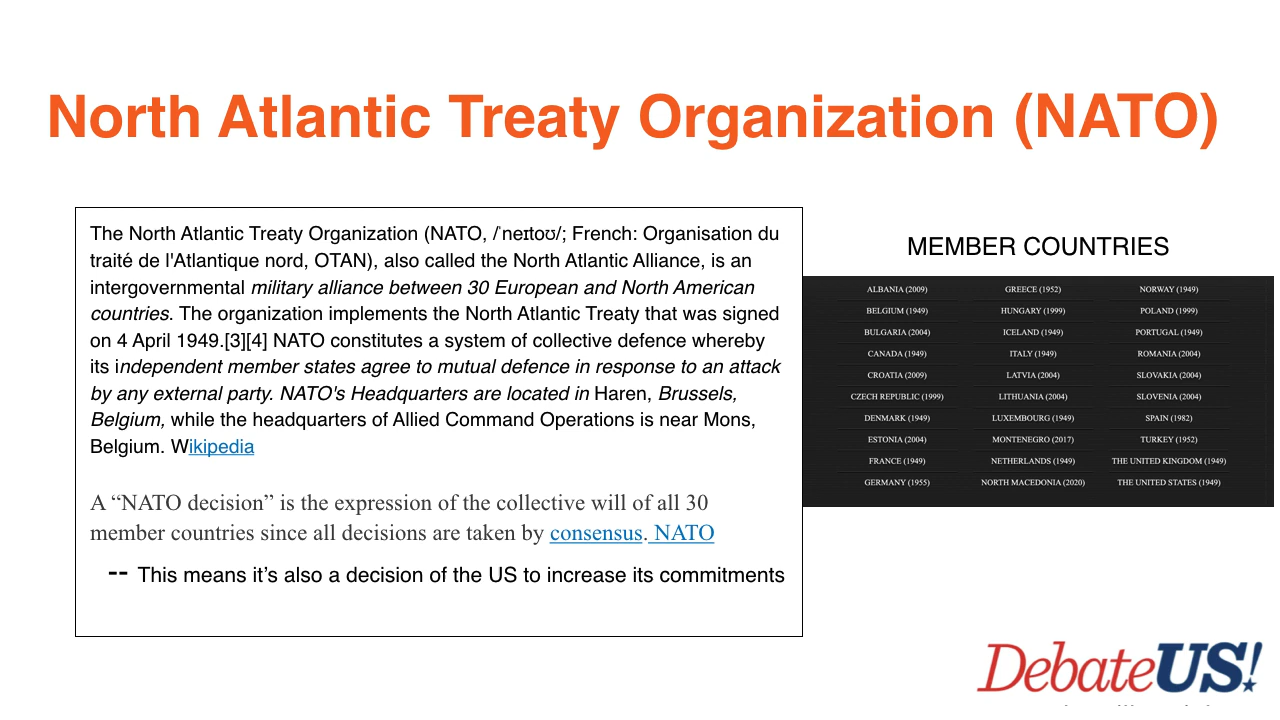 North Atlantic Treaty Organization (NATO)
The North Atlantic Treaty Organization (NATO, /ˈneɪtoʊ/; French: Organisation du
traité de l'Atlantique nord, OTAN), also called the North Atlantic Alliance, is an
intergovernmental military alliance between 30 European and North American
countries. The organization implements the North Atlantic Treaty that was signed
on 4 April 1949.[3][4] NATO constitutes a system of collective defence whereby
its independent member states agree to mutual defence in response to an attack
by any external party. NATO's Headquarters are located in Haren, Brussels,
Belgium, while the headquarters of Allied Command Operations is near Mons,
Belgium. Wikipedia
A “NATO decision” is the expression of the collective will of all 30
member countries since all decisions are taken by consensus. NATO
-- This means it’s also a decision of the US to increase its commitments
MEMBER COUNTRIES
ALBANIA (2009) GREECE (1952) NORWAY (1949)
BELGIUM (1949) HUNGARY (1999) POLAND (1999)
BULGARIA (2004) ICELAND (1949) PORTUGAL (1949)
CANADA (1949) ITALY (1949) ROMANIA (2004)
CROATIA (2009) LATVIA (2004) SLOVAKIA (2004)
CZECH REPUBLIC (1999) LITHUANIA (2004) SLOVENIA (2004)
DENMARK (1949) LUXEMBOURG (1949) SPAIN (1982)
ESTONIA (2004) MONTENEGRO (2017) TURKEY (1952)
FRANCE (1949) NETHERLANDS (1949) THE UNITED KINGDOM (1949)
GERMANY (1955) NORTH MACEDONIA (2020) THE UNITED STATES (1949)
DebateUS!